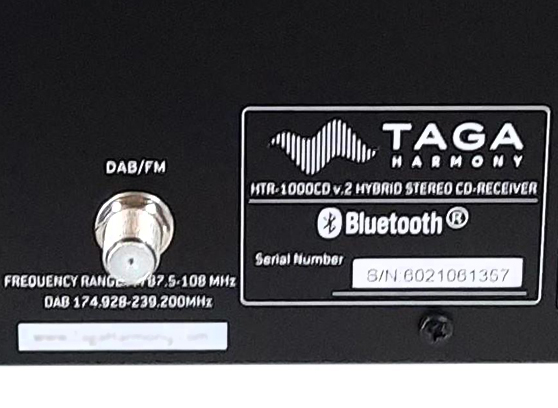 DAB/FM
FREQUENCY RANGE 87.5-108 MHz
DAB 174.928-239.200MHz
TAGA
HARMONY
HTR-1000CD v.2 HYBRID STEREO CD-RECEIVER
Bluetooth®
Serial Number
S/N 6021061357